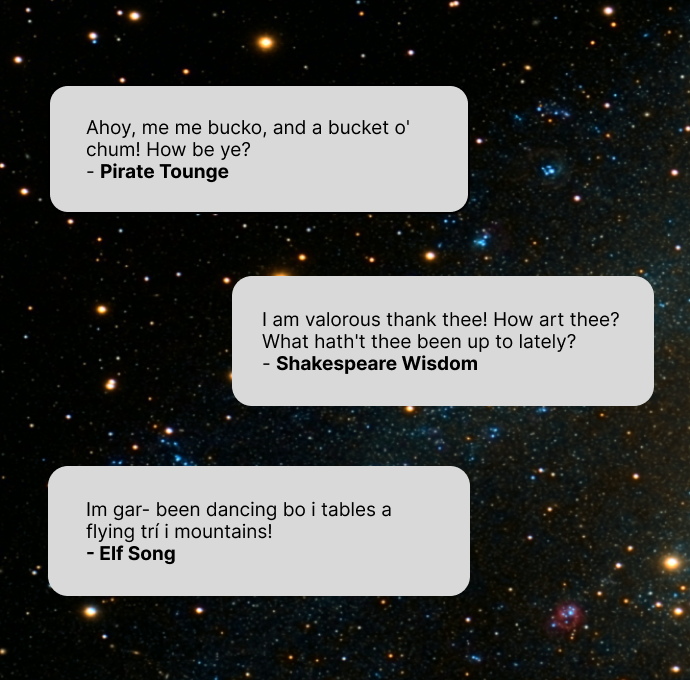 Ahoy, me me bucko, and a bucket o'
chum! How be ye?
- Pirate Tounge
I am valorous thank thee! How art thee?
What hath't thee been up to lately?
- Shakespeare Wisdom
Im gar- been dancing bo i tables a
flying trí i mountains!
- Elf Song